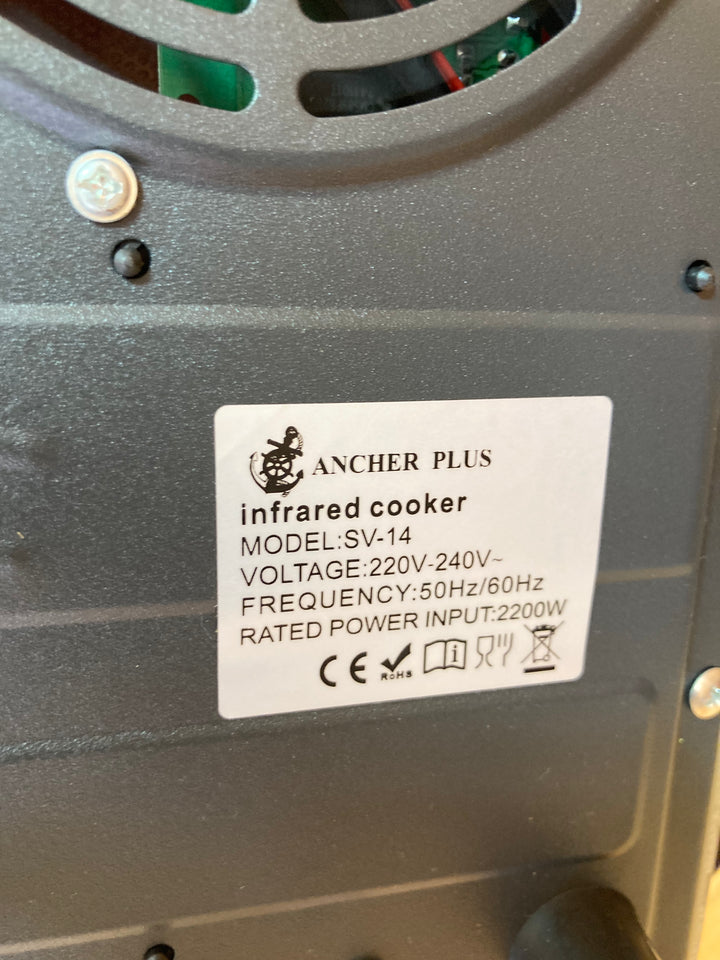 ANCHER PLUS
infrared cooker
MODEL:SV-14
VOLTAGE:220V-240V~
FREQUENCY:50Hz/60Hz
RATED POWER INPUT:2200W
CE RoHS i